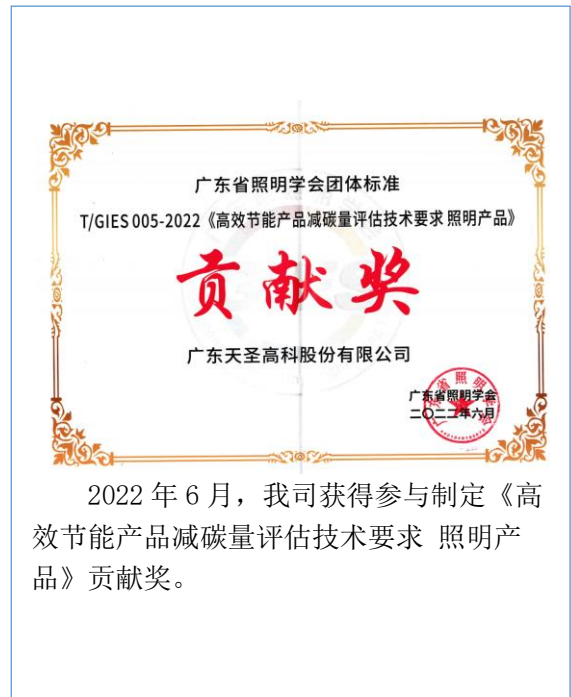 广东省照明学会团体标准
T/GIES 005-2022《高效节能产品减碳量评估技术要求 照明产品》
贡献奖
广东天圣高科股份有限公司
广东省照明学会
二〇二二年六月
2022 年 6 月，我司获得参与制定《高
效节能产品减碳量评估技术要求 照明产
品》贡献奖。